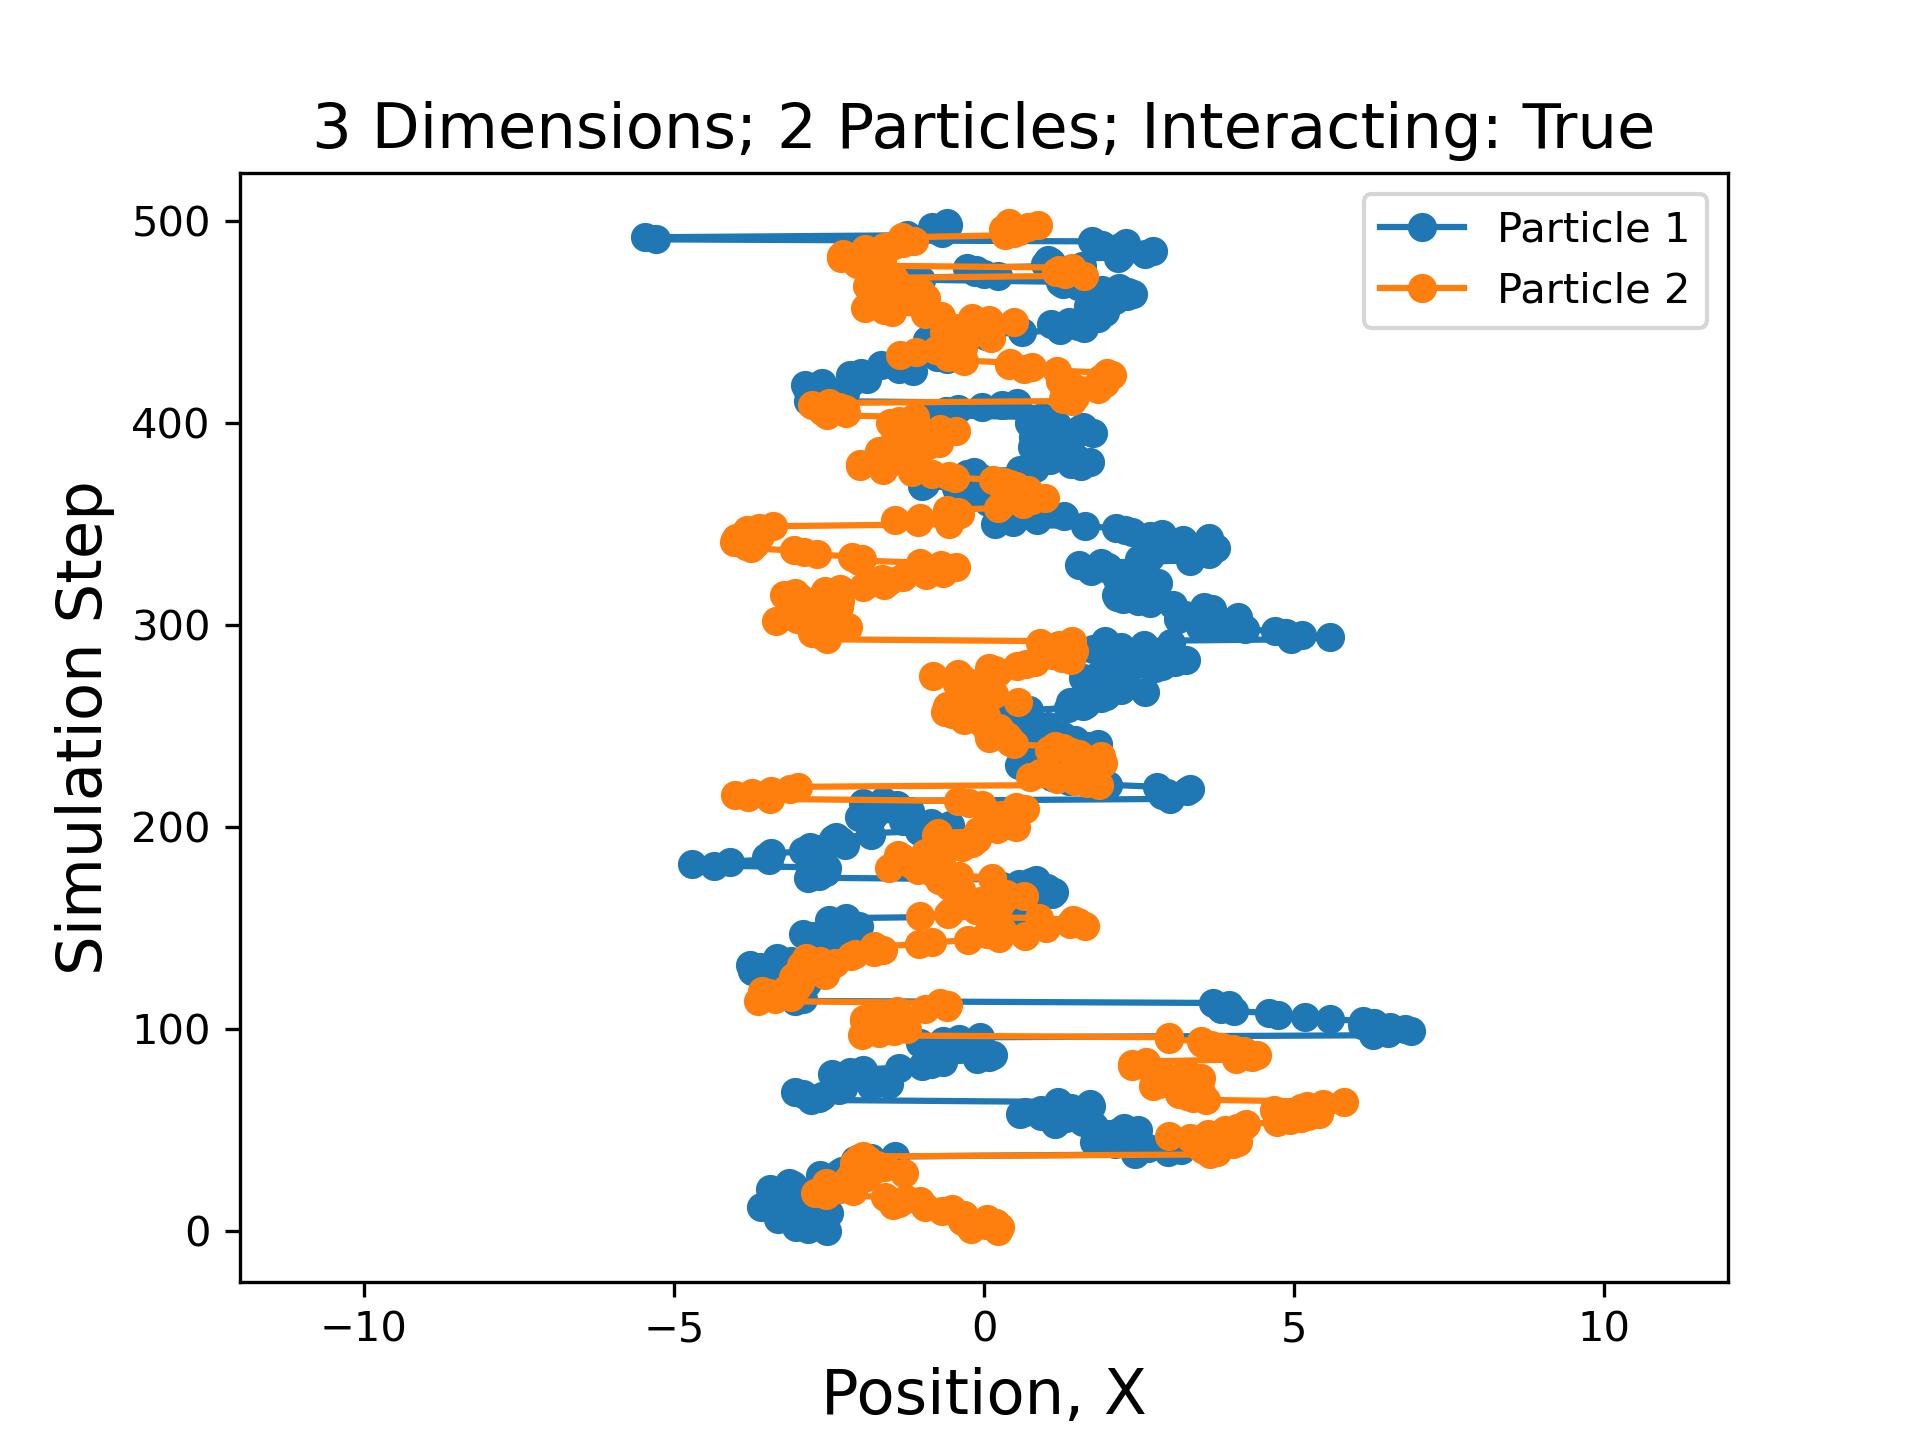 3 Dimensions; 2 Particles; Interacting: True
Particle 1
Particle 2
Simulation Step
500
400
300
200
100
0
−10
−5
0
5
10
Position, X